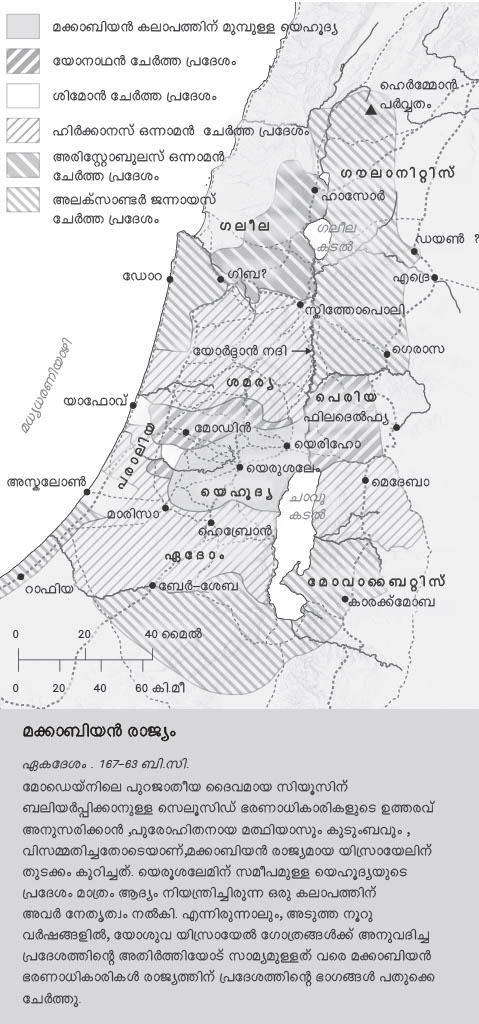 മക്കാബിയൻ കലാപത്തിന് മുമ്പുള്ള യെഹൂദ്യ
യോനാഥൻ ചേർത്ത പ്രദേശം
ശിമോൻ ചേർത്ത പ്രദേശം
ഹിർക്കാനസ് ഒന്നാമൻ ചേർത്ത പ്രദേശം
അരിസ്റ്റോബുലസ് ഒന്നാമൻ
ചേർത്ത പ്രദേശം
അലക്സാണ്ടർ ജന്നായസ്
ചേർത്ത പ്രദേശം
ഹെർമ്മോൻ
പർവ്വതം
ഗൗലാനിറ്റിസ്
ഹാസോർ
ഗലീല
ഗലീല
കടൽ
ഡയൺ ?
ഡോറ
ഗിബ?
എദ്രെ
സ്കിത്തോപൊലി
യോർദ്ദാൻ നദി
ഗെരാസ
ശമര്യ
മധ്യധരണിയാഴി
യാഫോവ്
പെരിയ
ഫിലദെൽഫ്യ
പരാലിയ
മോഡിൻ
യെരിഹോ
യെരുശലേം
അസ്കലോൺ
യെഹൂദ്യ
മെദേബാ
ചാവു
കടൽ
മാരിസാ
ഹെബ്രോൻ
ഏദോം
മോവാബൈറ്റിസ്
റാഫിയ
ബേർ–ശേബ
കാരക്ക്മോബ
0 20 40 മൈൽ
0 20 40 60 കി.മീ
മക്കാബിയൻ രാജ്യം
ഏകദേശം . 167–63 ബി.സി.
മോഡെയ്നിലെ പുറജാതീയ ദൈവമായ സിയൂസിന്
ബലിയർപ്പിക്കാനുള്ള സെലൂസിഡ് ഭരണാധികാരികളുടെ ഉത്തരവ്
അനുസരിക്കാൻ ,പുരോഹിതനായ മത്ഥിയാസും കുടുംബവും ,
വിസമ്മതിച്ചതോടെയാണ്,മക്കാബിയൻ രാജ്യമായ യിസ്രായേലിന്
തുടക്കം കുറിച്ചത്. യെരൂശലേമിന് സമീപമുള്ള യെഹൂദ്യയുടെ
പ്രദേശം മാത്രം ആദ്യം നിയന്ത്രിച്ചിരുന്ന ഒരു കലാപത്തിന്
അവർ നേതൃത്വം നൽകി. എന്നിരുന്നാലും, അടുത്ത നൂറു
വർഷങ്ങളിൽ, യോശുവ യിസ്രായേൽ ഗോത്രങ്ങൾക്ക് അനുവദിച്ച
പ്രദേശത്തിന്റെ അതിർത്തിയോട് സാമ്യമുള്ളത് വരെ മക്കാബിയൻ
ഭരണാധികാരികൾ രാജ്യത്തിന് പ്രദേശത്തിന്റെ ഭാഗങ്ങൾ പതുക്കെ
ചേർത്തു.